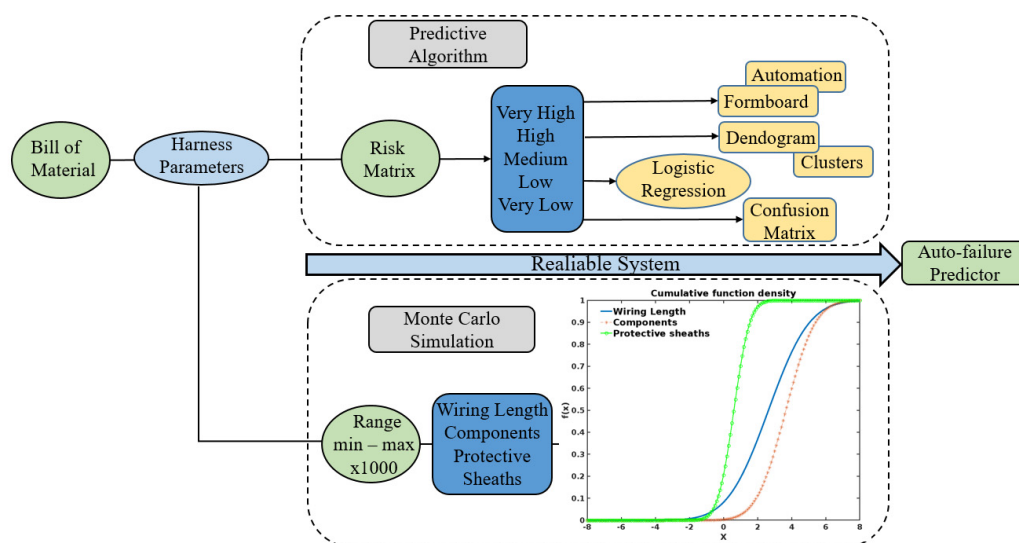 Predictive
Algorithm
Automation
Formboard
Very High
High
Medium
Low
Very Low
Dendogram
Clusters
Bill of
Material
Harness
Parameters
Risk
Matrix
Logistic
Regression
Confusion
Matrix
Realiable System
Auto-failure
Predictor
Monte Carlo
Simulation
Range
min – max
x1000
Wiring Length
Components
Protective
Sheaths
Cumulative function density
Wiring Length
Components
Protective sheaths
f(x)
1
0.9
0.8
0.7
0.6
0.5
0.4
0.3
0.2
0.1
0
-8
-6
-4
-2
0
2
4
6
8
X